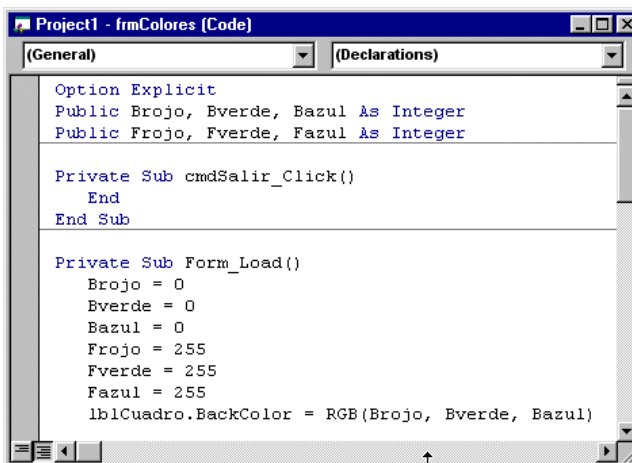 Project1 - frmColores (Code)
(General) (Declarations)
Option Explicit
Public Brojo, Bverde, Bazul As Integer
Public Frojo, Fverde, Fazul As Integer
Private Sub cmdSalir_Click()
End
End Sub
Private Sub Form_Load()
Brojo = 0
Bverde = 0
Bazul = 0
Frojo = 255
Fverde = 255
Fazul = 255
lblCuadro.BackColor = RGB(Brojo, Bverde, Bazul)